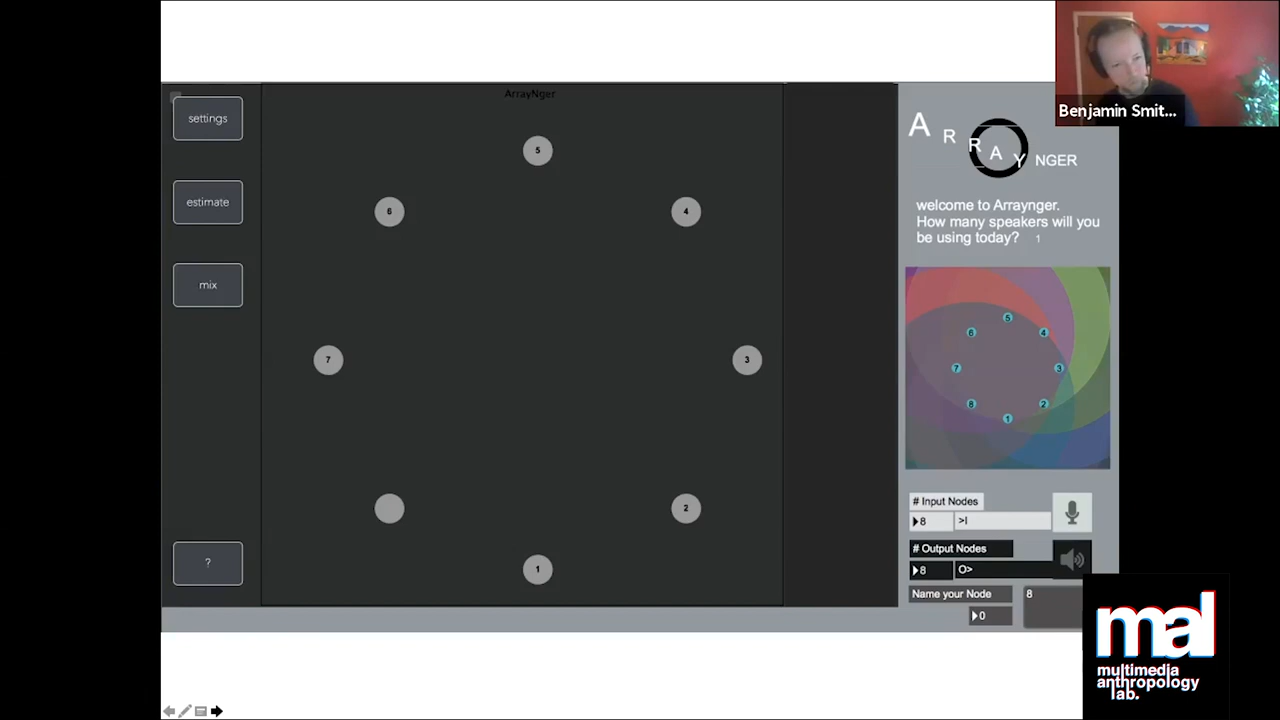 Benjamin Smit...
settings
estimate
mix
?
ArrayNger
5
6
4
7
3
2
1
ARRAYNGER
welcome to Arraynger.
How many speakers will you
be using today? 1
5
6
4
7
3
8
2
1
# Input Nodes
8 >I
# Output Nodes
8 O>
Name your Node
8
0
mal
multimedia
anthropology
lab.